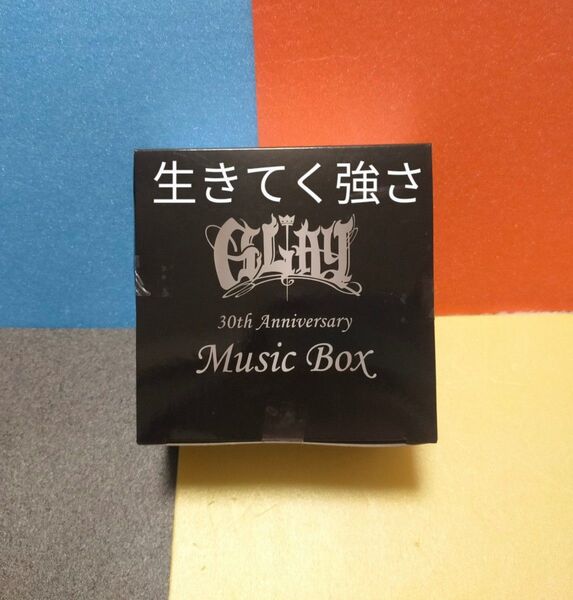 生きてく強さ
GLAY
30th Anniversary
Music Box